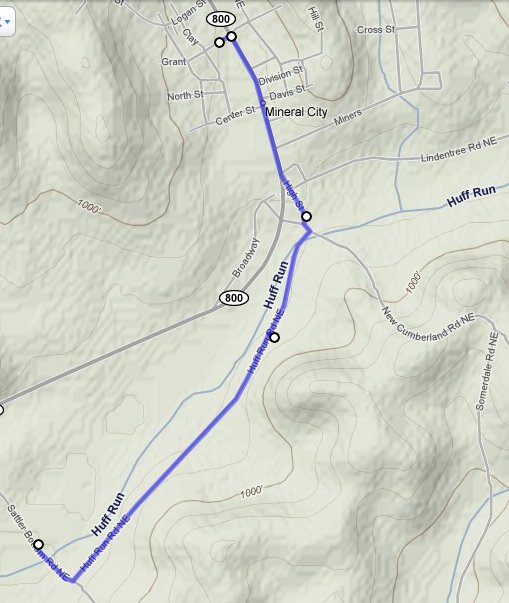 Logan St
800
Hill St
Clay
Cross St
Grant
Division St
North St
Davis St
Center St
Mineral City
Miners
Lindentree Rd NE
High St
Huff Run
1000'
Broadway
Huff Run
1000'
800
New Cumberland Rd NE
Huff Run Rd NE
Somerdale Rd NE
1000'
Huff Run
Sattler Bottom Rd NE
Huff Run Rd NE